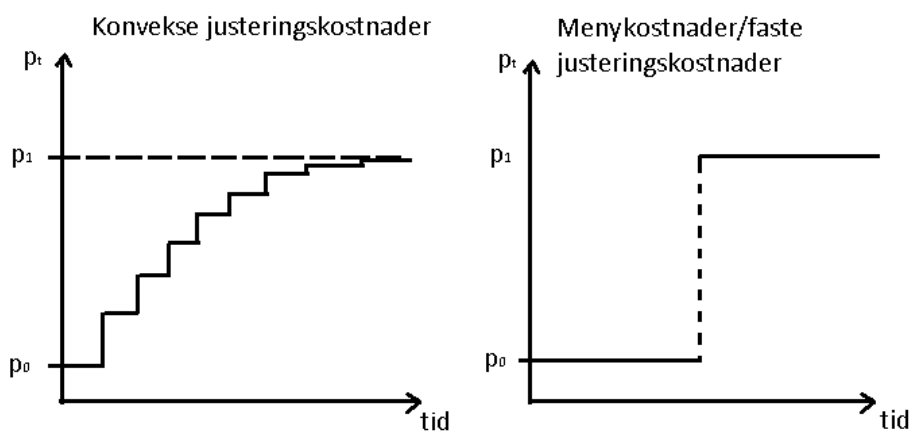 Konvekse justeringskostnader
pₜ
p₁
p₀
tid
Menykostnader/faste
justeringskostnader
pₜ
p₁
p₀
tid